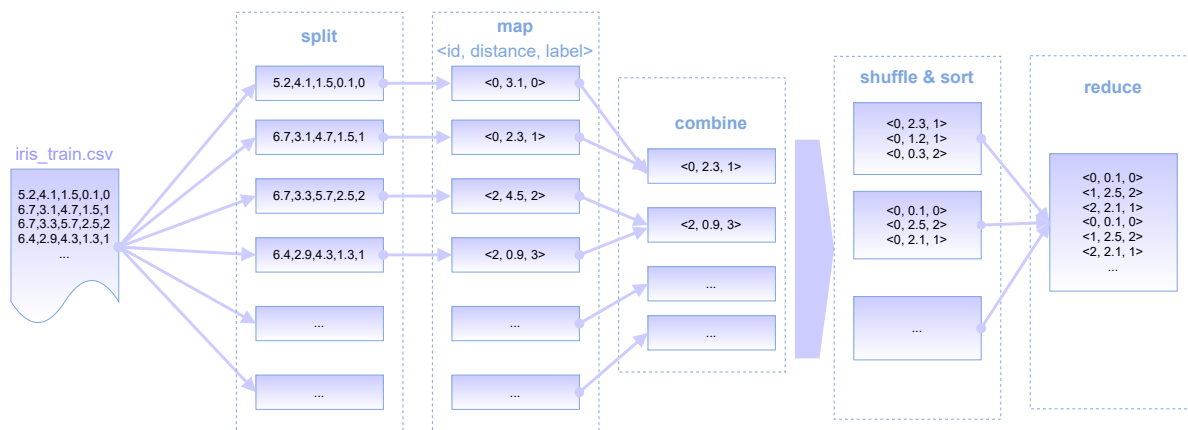 iris_train.csv
5.2,4.1,1.5,0.1,0
6.7,3.1,4.7,1.5,1
6.7,3.3,5.7,2.5,2
6.4,2.9,4.3,1.3,1
...
split
5.2,4.1,1.5,0.1,0
6.7,3.1,4.7,1.5,1
6.7,3.3,5.7,2.5,2
6.4,2.9,4.3,1.3,1
...
...
map
<id, distance, label>
<0, 3.1, 0>
<0, 2.3, 1>
<2, 4.5, 2>
<2, 0.9, 3>
...
...
combine
<0, 2.3, 1>
<2, 0.9, 3>
...
...
shuffle & sort
<0, 2.3, 1>
<0, 1.2, 1>
<0, 0.3, 2>
<0, 0.1, 0>
<0, 2.5, 2>
<0, 2.1, 1>
...
reduce
<0, 0.1, 0>
<1, 2.5, 2>
<2, 2.1, 1>
<0, 0.1, 0>
<1, 2.5, 2>
<2, 2.1, 1>
...